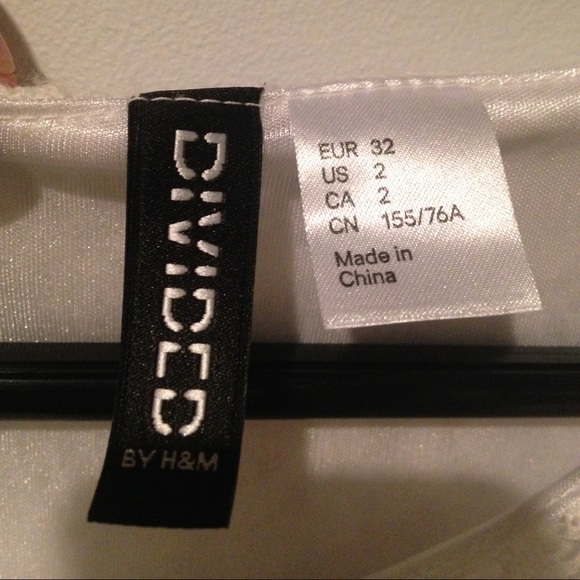 DIVIDED
BY H&M
EUR 32
US 2
CA 2
CN 155/76A
Made in
China